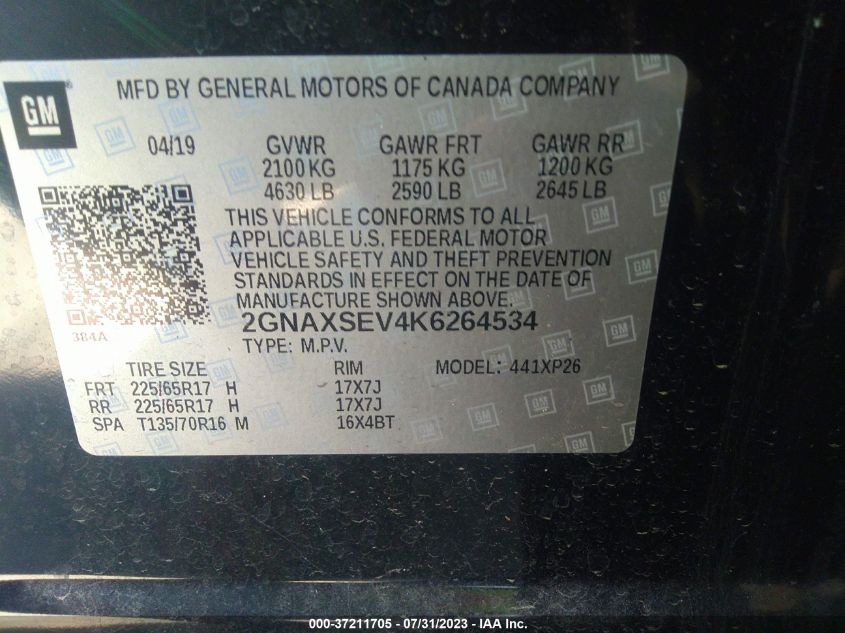 GM
MFD BY GENERAL MOTORS OF CANADA COMPANY
04/19 GVWR GAWR FRT GAWR RR
2100 KG 1175 KG 1200 KG
4630 LB 2590 LB 2645 LB
THIS VEHICLE CONFORMS TO ALL
APPLICABLE U.S. FEDERAL MOTOR
VEHICLE SAFETY AND THEFT PREVENTION
STANDARDS IN EFFECT ON THE DATE OF
MANUFACTURE SHOWN ABOVE.
2GNAXSEV4K6264534
384A
TYPE: M.P.V.
TIRE SIZE RIM MODEL: 441XP26
FRT 225/65R17 H 17X7J
RR 225/65R17 H 17X7J
SPA T135/70R16 M 16X4BT
000-37211705 - 07/31/2023 - IAA Inc.